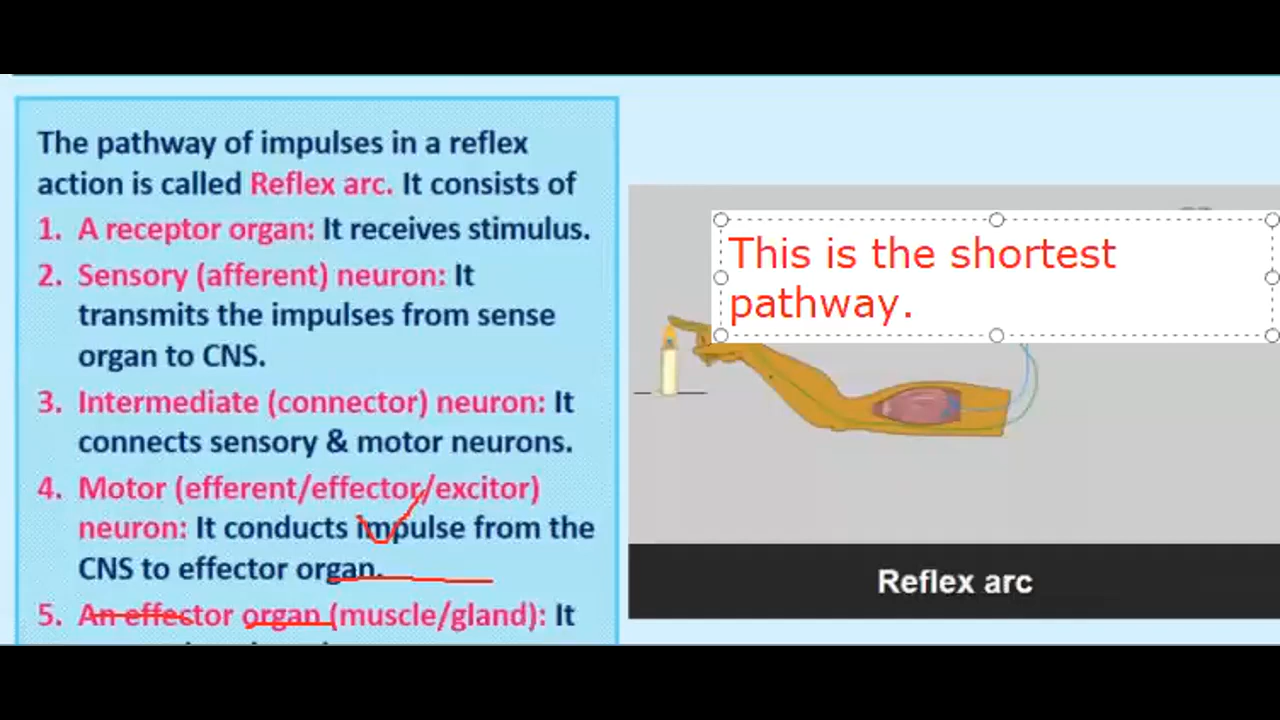 The pathway of impulses in a reflex
action is called Reflex arc. It consists of
1. A receptor organ: It receives stimulus.
2. Sensory (afferent) neuron: It
transmits the impulses from sense
organ to CNS.
3. Intermediate (connector) neuron: It
connects sensory & motor neurons.
4. Motor (efferent/effector/excitor)
neuron: It conducts impulse from the
CNS to effector organ.
5. An effector organ (muscle/gland): It
This is the shortest
pathway.
Reflex arc